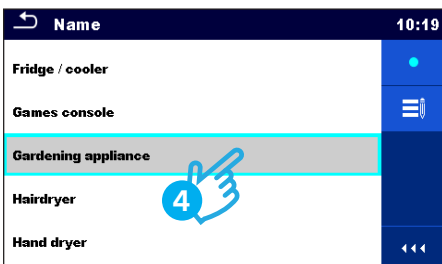 Name 10:19
Fridge / cooler
Games console
Gardening appliance
4
Hairdryer
Hand dryer